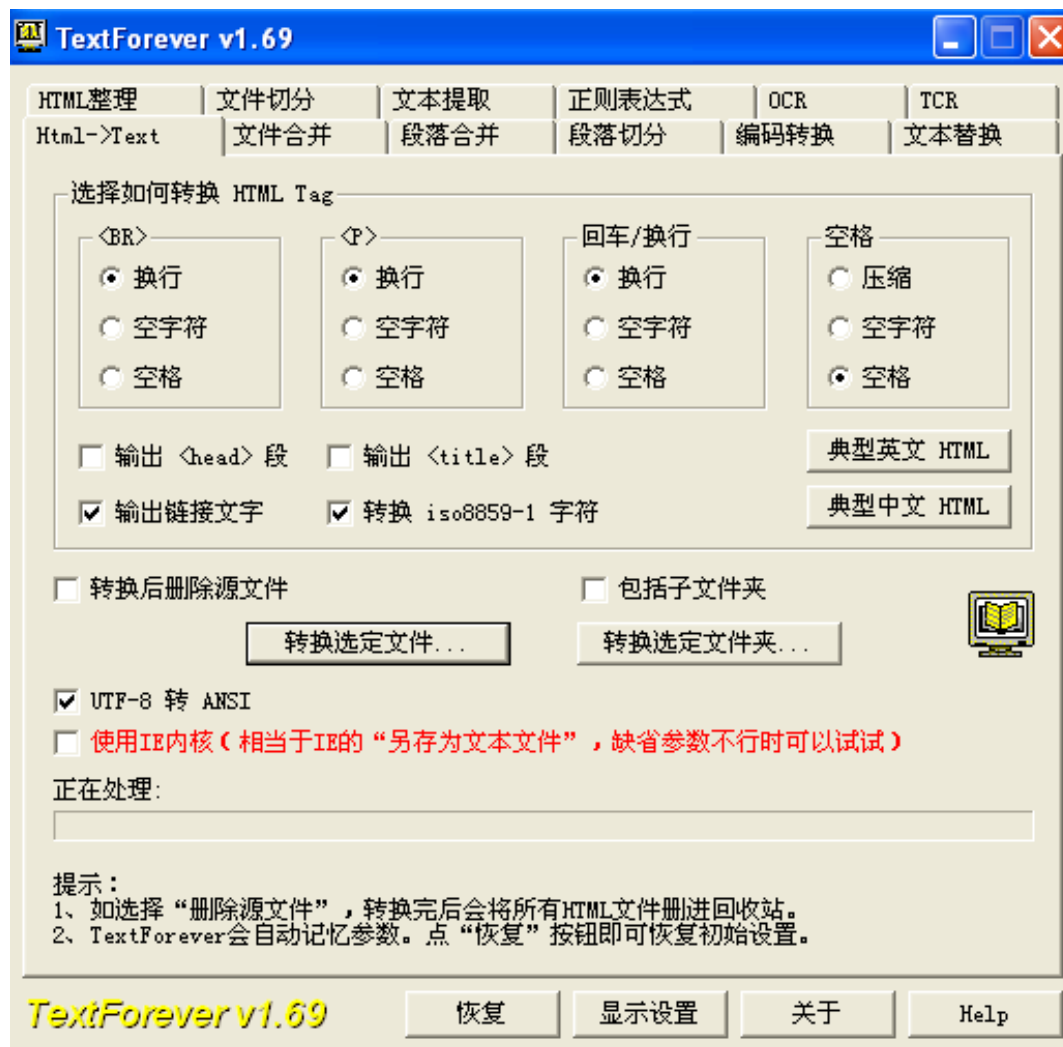 TextForever v1.69
HTML整理 文件切分 文本提取 正则表达式 OCR TCR
Html->Text 文件合并 段落合并 段落切分 编码转换 文本替换
选择如何转换 HTML Tag
<BR> <P> 回车/换行 空格
换行 换行 换行 压缩
空字符 空字符 空字符 空字符
空格 空格 空格 空格
输出 <head> 段 输出 <title> 段 典型英文 HTML
输出链接文字 转换 iso8859-1 字符 典型中文 HTML
转换后删除源文件 包括子文件夹
转换选定文件... 转换选定文件夹...
UTF-8 转 ANSI
使用IE内核(相当于IE的“另存为文本文件”,缺省参数不行时可以试试)
正在处理:
提示:
1、如选择“删除源文件”,转换完后会将所有HTML文件删进回收站。
2、TextForever会自动记忆参数。点“恢复”按钮即可恢复初始设置。
TextForever v1.69 恢复 显示设置 关于 Help